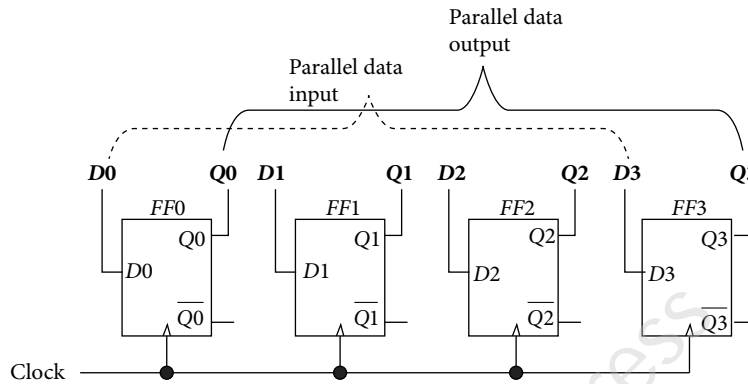 Parallel data
output
Parallel data
input
D0 Q0 D1 Q1 D2 Q2 D3
FF0 FF1 FF2 FF3
Q0 Q1 Q2 Q3
D0 D1 D2 D3
Q0 Q1 Q2 Q3
Clock